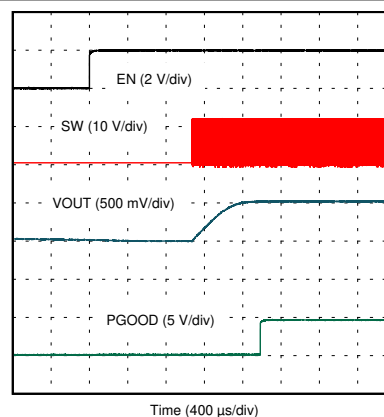 EN (2 V/div)
SW (10 V/div)
VOUT (500 mV/div)
PGOOD (5 V/div)
Time (400 μs/div)